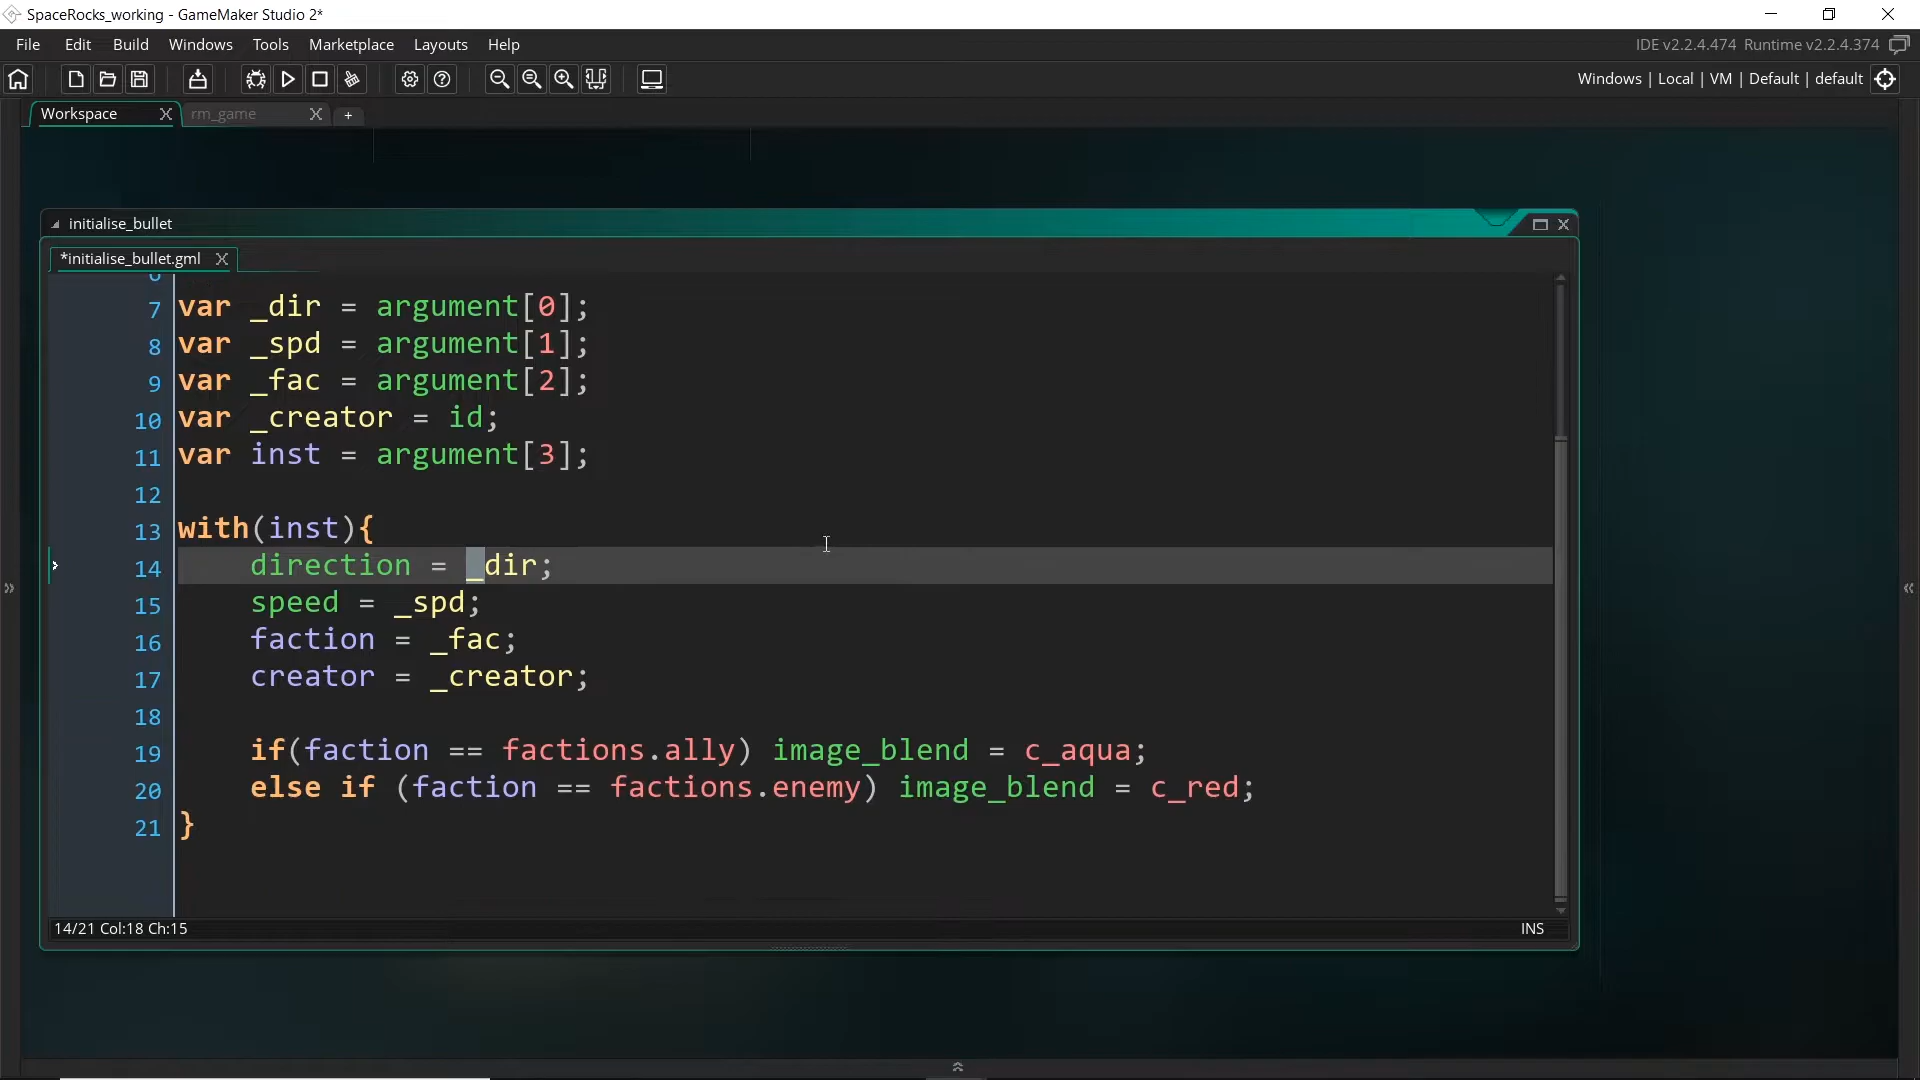 SpaceRocks_working - GameMaker Studio 2*
File Edit Build Windows Tools Marketplace Layouts Help
IDE v2.2.4.474 Runtime v2.2.4.374
Windows | Local | VM | Default | default
Workspace X rm_game X +
initialise_bullet
*initialise_bullet.gml X
6
7 var _dir = argument[0];
8 var _spd = argument[1];
9 var _fac = argument[2];
10 var _creator = id;
11 var inst = argument[3];
12
13 with(inst){
14 direction = _dir;
15 speed = _spd;
16 faction = _fac;
17 creator = _creator;
18
19 if(faction == factions.ally) image_blend = c_aqua;
20 else if (faction == factions.enemy) image_blend = c_red;
21 }
14/21 Col:18 Ch:15
INS